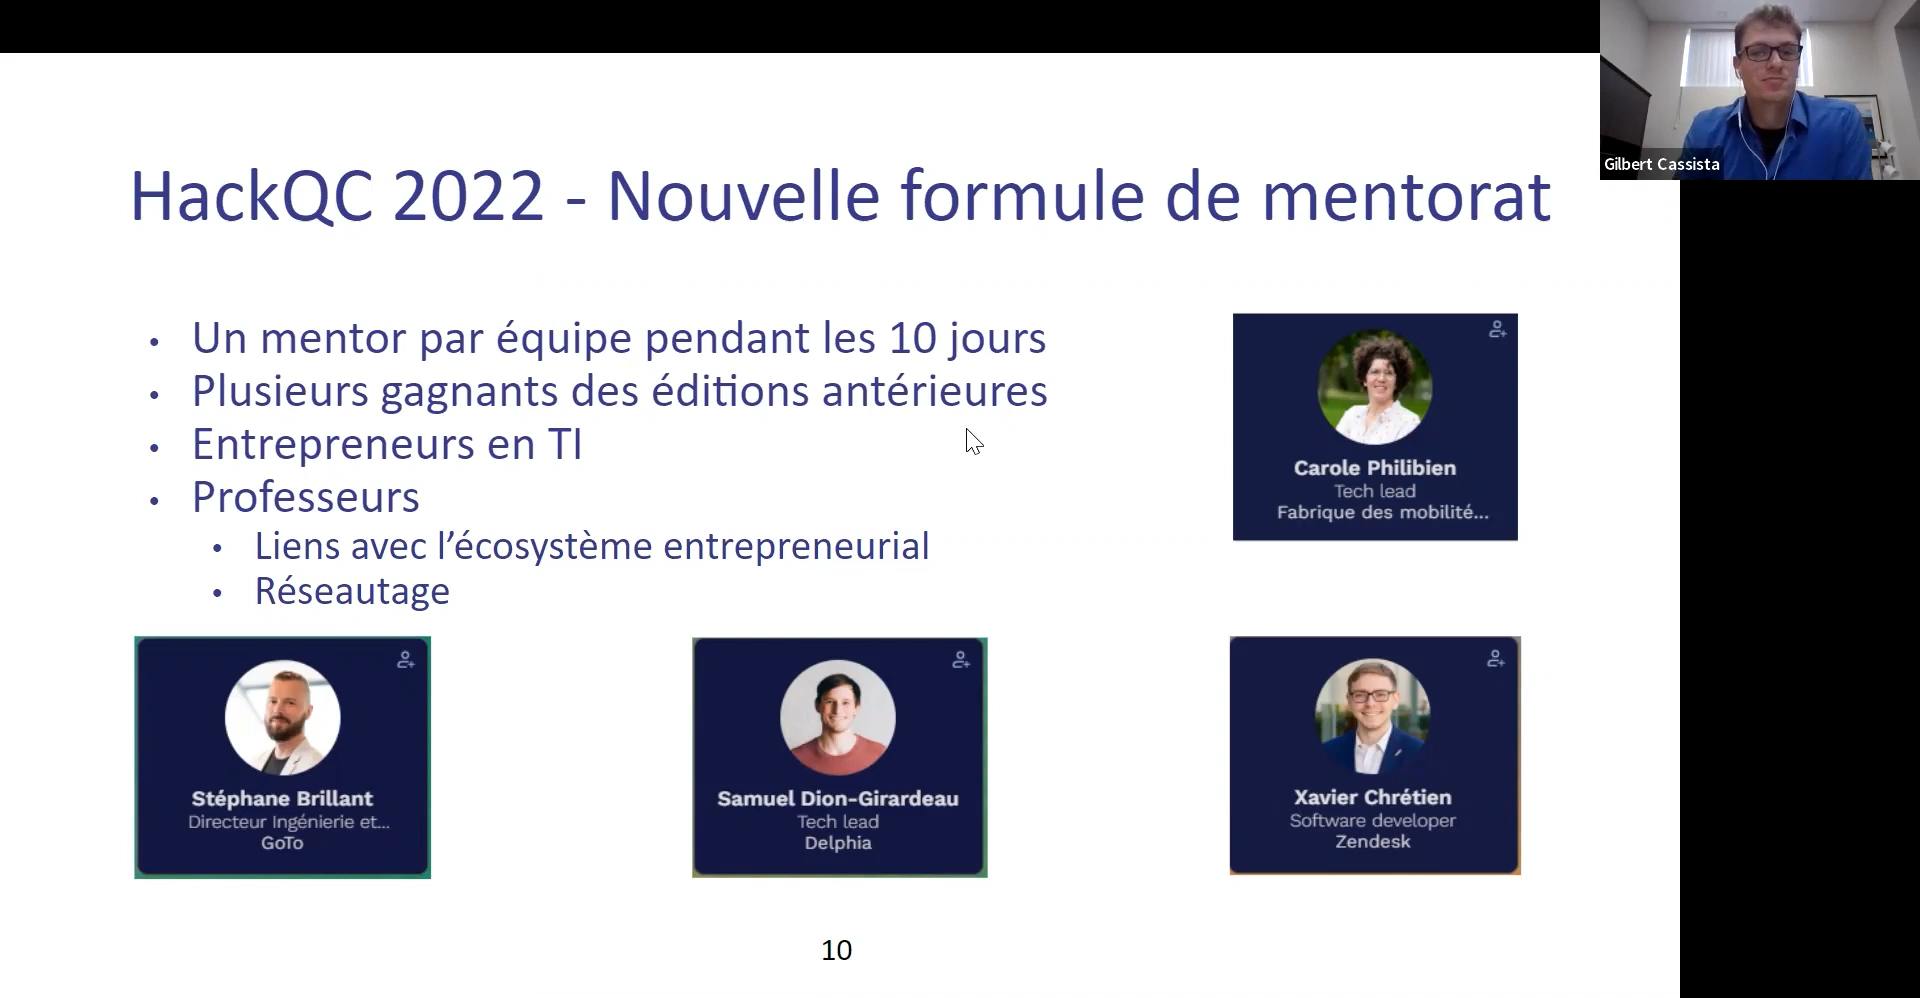 Gilbert Cassista
HackQC 2022 - Nouvelle formule de mentorat
• Un mentor par équipe pendant les 10 jours
• Plusieurs gagnants des éditions antérieures
• Entrepreneurs en TI
• Professeurs
• Liens avec l’écosystème entrepreneurial
• Réseautage
Carole Philibien
Tech lead
Fabrique des mobilité...
Stéphane Brillant
Directeur Ingénierie et...
GoTo
Samuel Dion-Girardeau
Tech lead
Delphia
Xavier Chrétien
Software developer
Zendesk
10